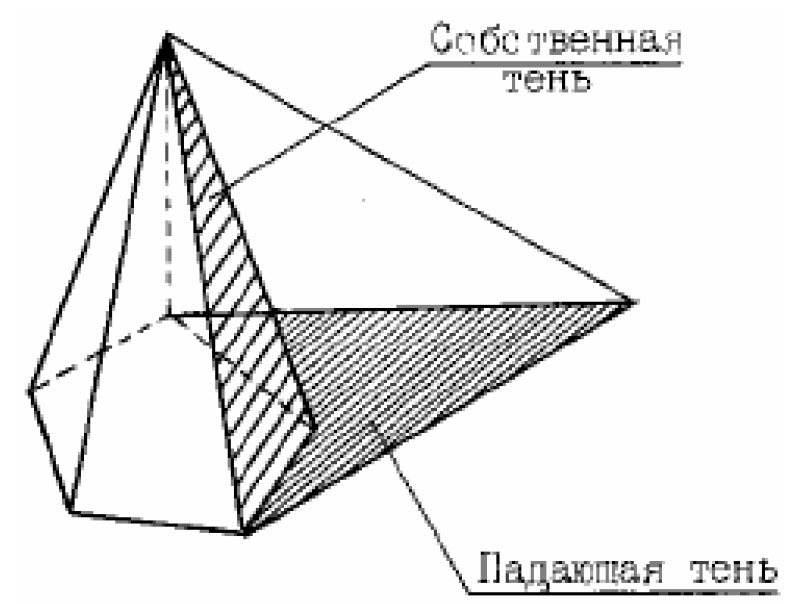 Собственная
тень
Падающая тень